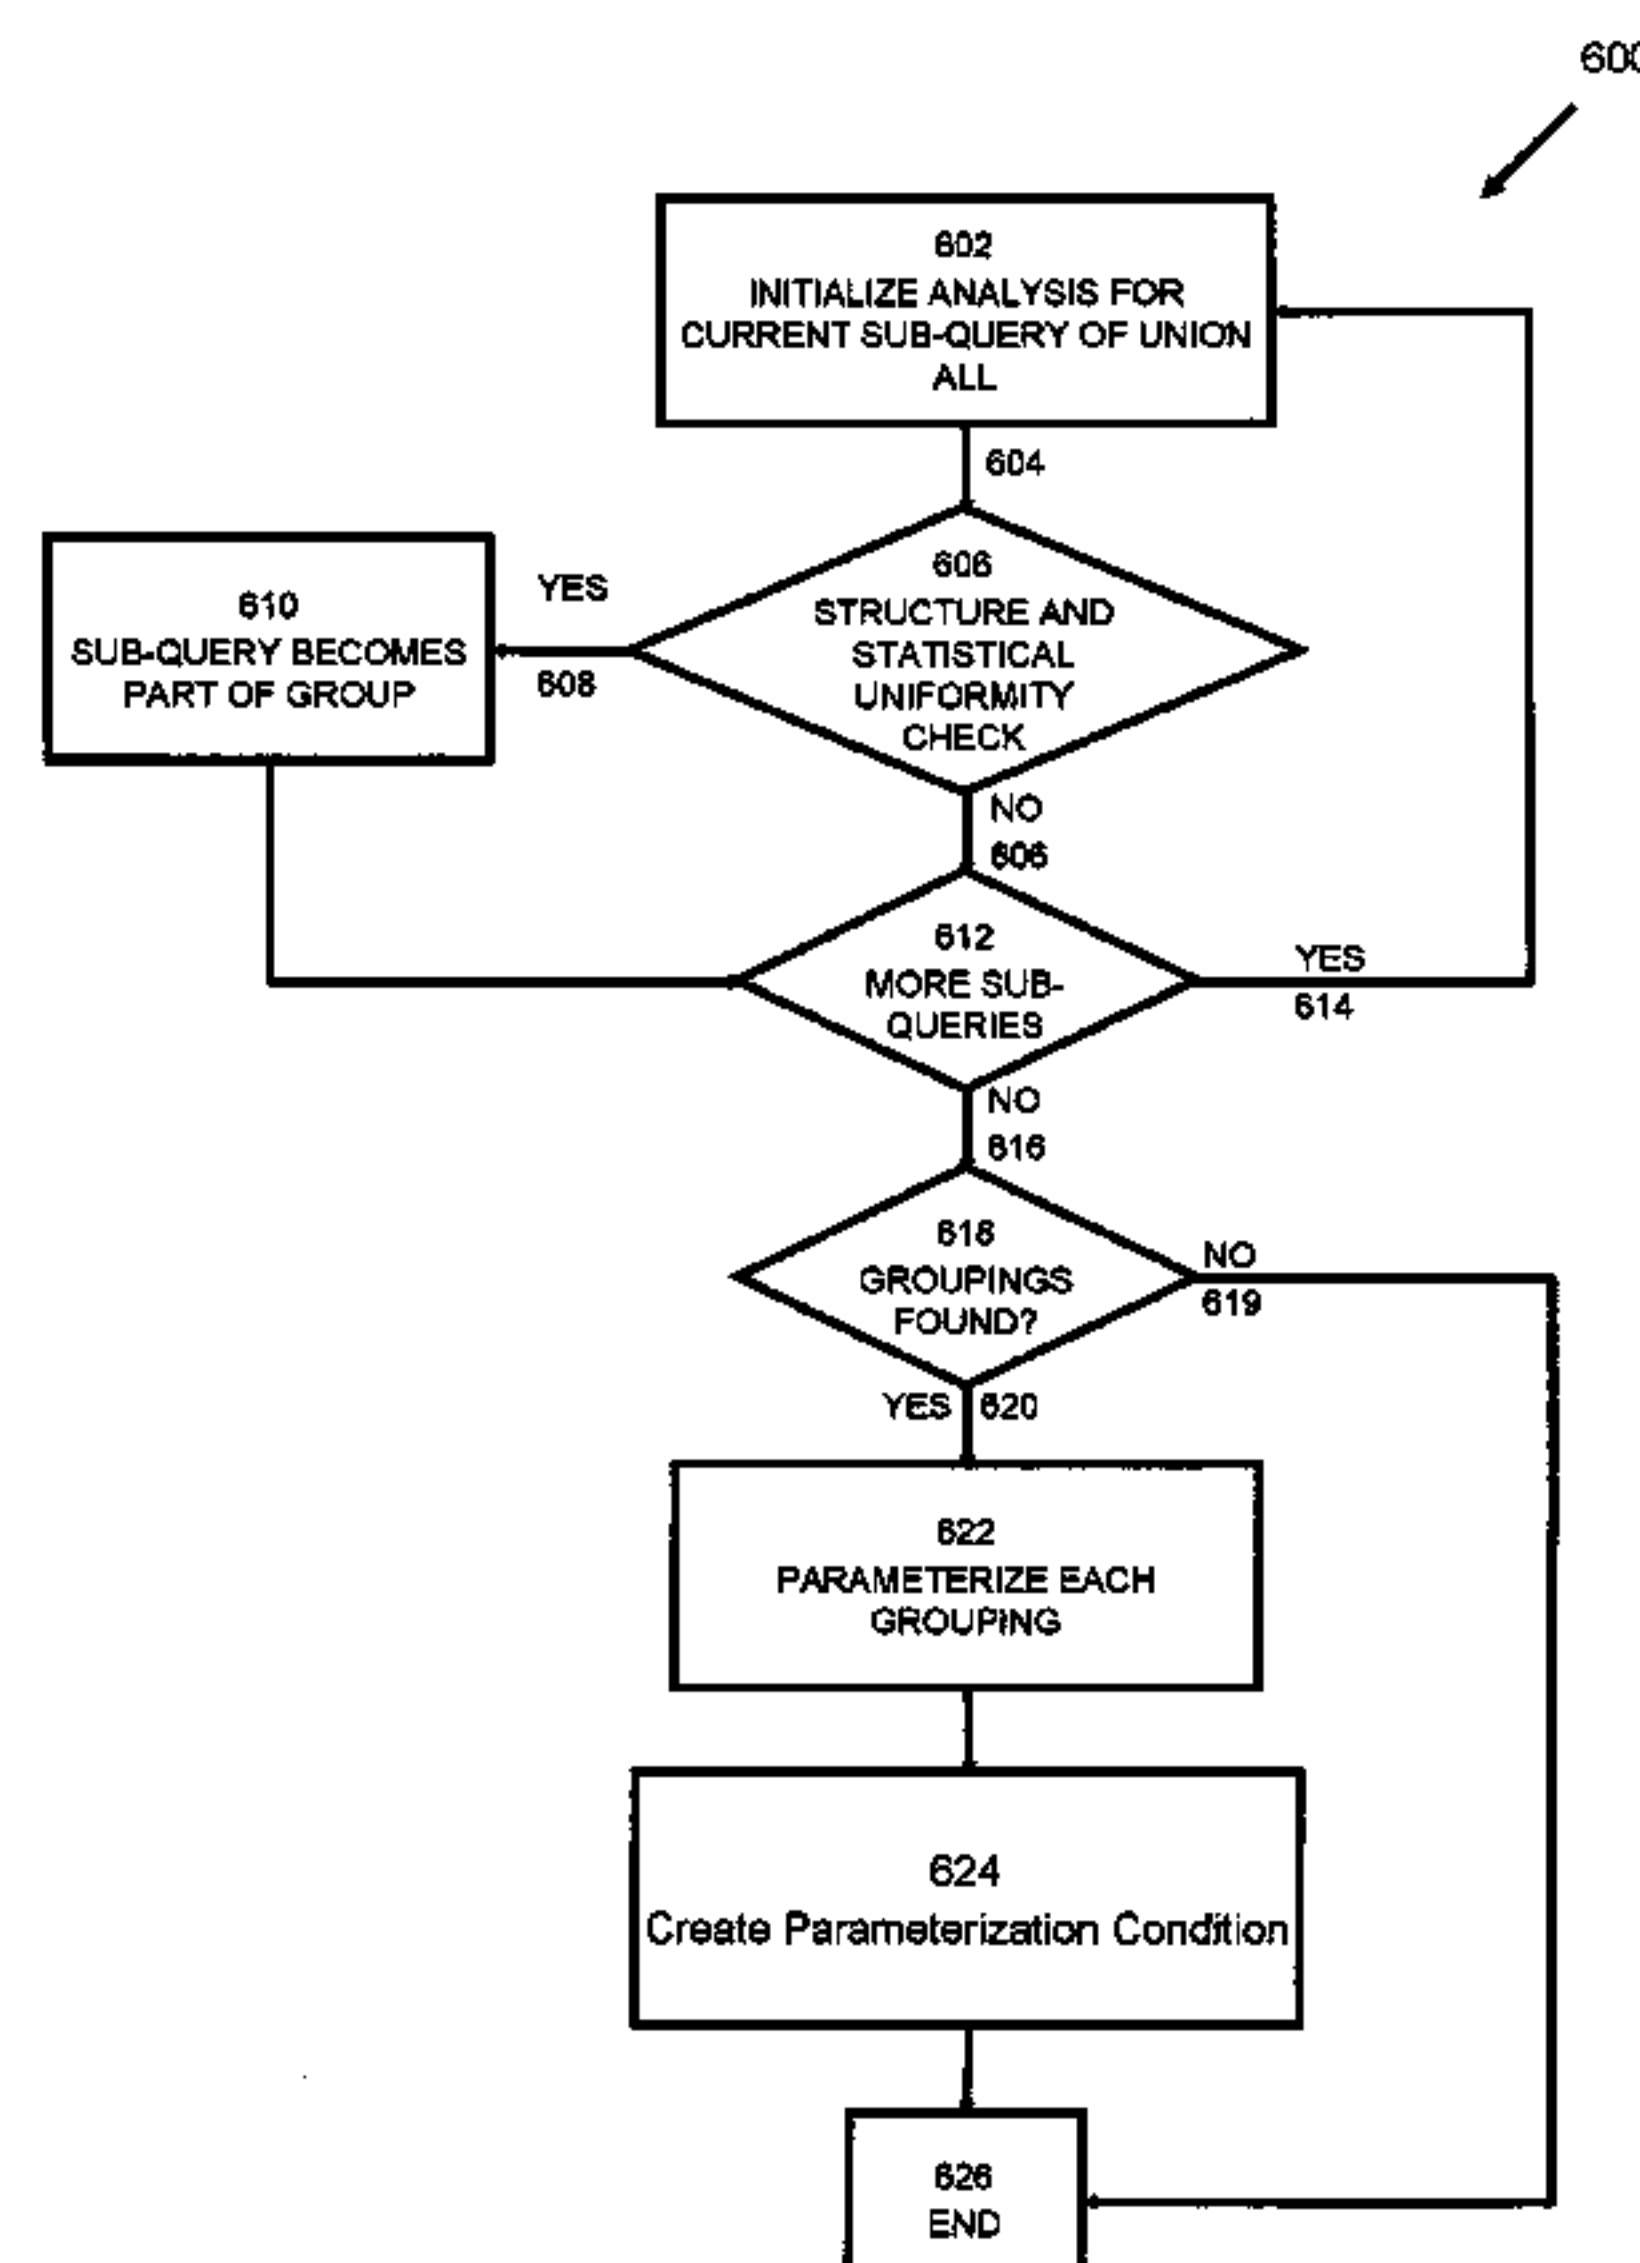 600
602
INITIALIZE ANALYSIS FOR
CURRENT SUB-QUERY OF UNION
ALL
604
606
STRUCTURE AND
STATISTICAL
UNIFORMITY
CHECK
YES
608
610
SUB-QUERY BECOMES
PART OF GROUP
NO
606
612
MORE SUB-
QUERIES
YES
614
NO
616
618
GROUPINGS
FOUND?
NO
619
YES 620
622
PARAMETERIZE EACH
GROUPING
624
Create Parameterization Condition
626
END